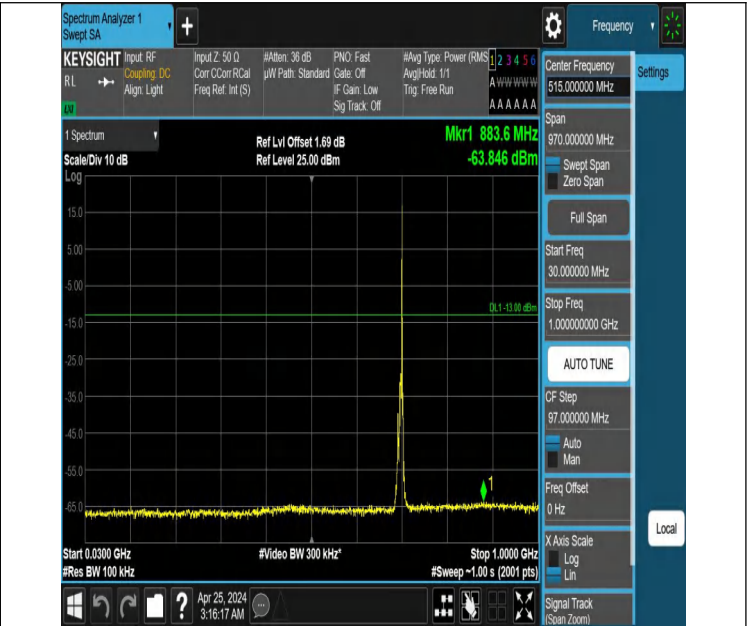 Spectrum Analyzer 1
Swept SA
+
Frequency
KEYSIGHT
RL
LXI
Input: RF
Coupling: DC
Align: Light
Input Z: 50 Ω
Corr CCorr RCal
Freq Ref: Int (S)
#Atten: 36 dB
µW Path: Standard
PNO: Fast
Gate: Off
IF Gain: Low
Sig Track: Off
#Avg Type: Power (RMS
Avg|Hold: 1/1
Trig: Free Run
1 2 3 4 5 6
A W W W W W
A A A A A A
1 Spectrum
Scale/Div 10 dB
Log
Ref Lvl Offset 1.69 dB
Ref Level 25.00 dBm
Mkr1 883.6 MHz
-63.846 dBm
15.0
5.00
-5.00
DL1 -13.00 dBm
-15.0
-25.0
-35.0
-45.0
-55.0
1
-65.0
Start 0.0300 GHz
#Res BW 100 kHz
#Video BW 300 kHz*
Stop 1.0000 GHz
#Sweep ~1.00 s (2001 pts)
?
Apr 25, 2024
3:16:17 AM
Center Frequency
515.000000 MHz
Settings
Span
970.000000 MHz
Swept Span
Zero Span
Full Span
Start Freq
30.000000 MHz
Stop Freq
1.000000000 GHz
AUTO TUNE
CF Step
97.000000 MHz
Auto
Man
Freq Offset
0 Hz
X Axis Scale
Log
Lin
Local
Signal Track
(Span Zoom)